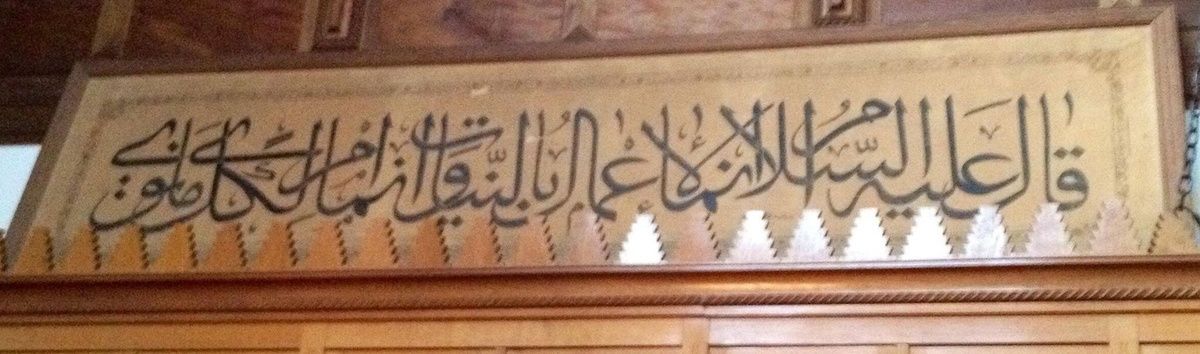 قال عليه السلام انما الاعمال بالنيات وانما لكل امرئ ما نوى